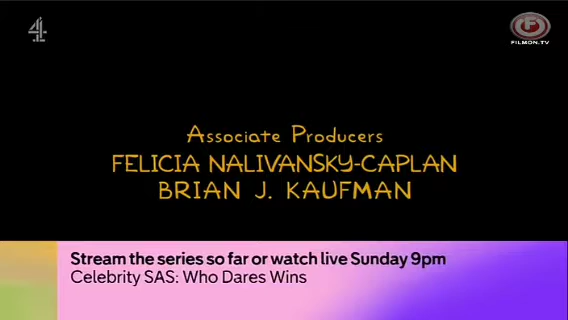 4
FILMON.TV
Associate Producers
FELICIA NALIVANSKY-CAPLAN
BRIAN J. KAUFMAN
Stream the series so far or watch live Sunday 9pm
Celebrity SAS: Who Dares Wins